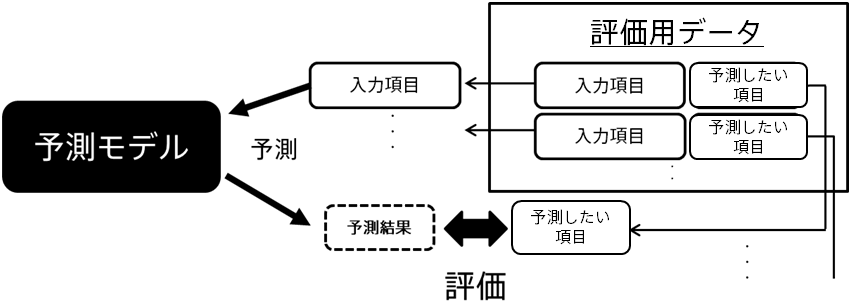 評価用データ
入力項目
入力項目
予測したい
項目
入力項目
予測したい
項目
予測モデル
予測
予測結果
予測したい
項目
評価